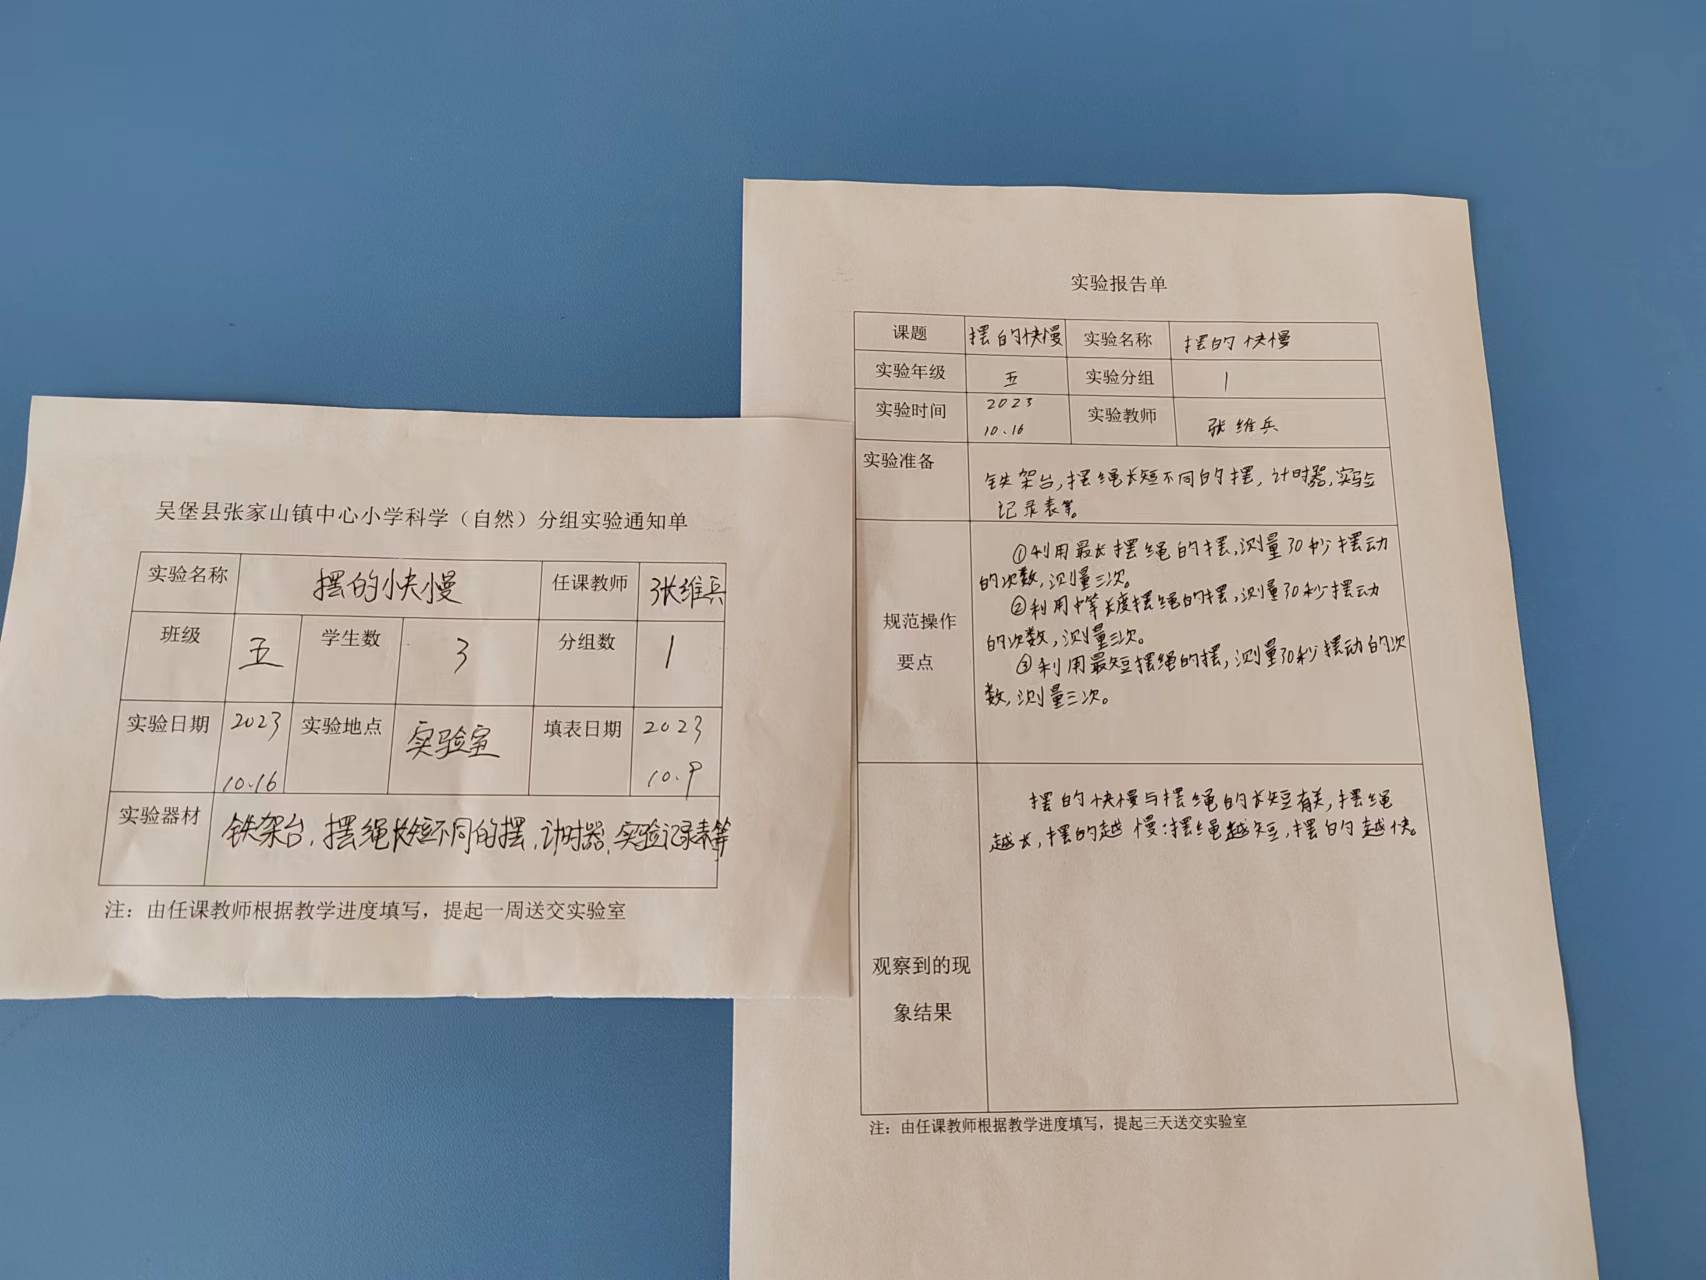 吴堡县张家山镇中心小学科学（自然）分组实验通知单
实验名称 摆的快慢 任课教师 张维兵
班级 五 学生数 3 分组数 1
实验日期 2023 10.16 实验地点 实验室 填表日期 2023 10.9
实验器材 铁架台，摆绳长短不同的摆，计时器，实验记录表等
注：由任课教师根据教学进度填写，提起一周送交实验室
实验报告单
课题 摆的快慢 实验名称 摆的快慢
实验年级 五 实验分组 1
实验时间 2023 10.16 实验教师 张维兵
实验准备 铁架台，摆绳长短不同的摆，计时器，实验
记录表等。
规范操作
要点
①利用最长摆绳的摆，测量30秒摆动
的次数，测量三次。
②利用中等长度摆绳的摆，测量30秒摆动
的次数，测量三次。
③利用最短摆绳的摆，测量30秒摆动的次
数，测量三次。
观察到的现
象结果
摆的快慢与摆绳的长短有关，摆绳
越长，摆的越慢；摆绳越短，摆的越快。
注：由任课教师根据教学进度填写，提起三天送交实验室